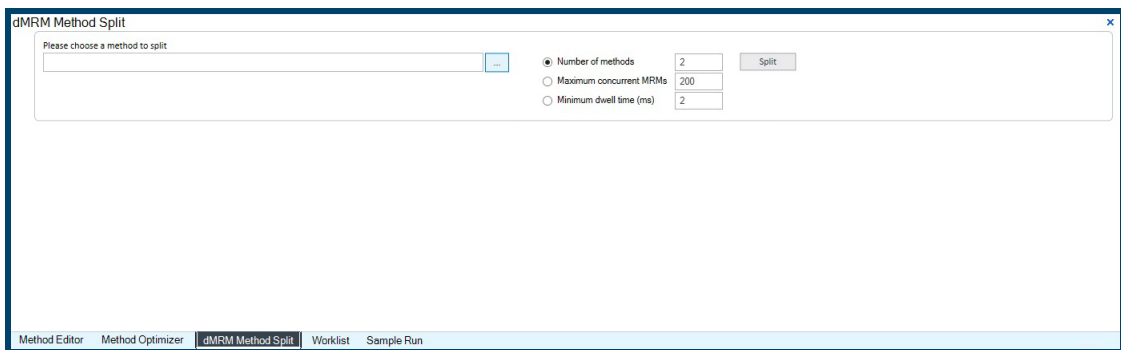 dMRM Method Split
×
Please choose a method to split
...
Number of methods 2 Split
Maximum concurrent MRMs 200
Minimum dwell time (ms) 2
Method Editor Method Optimizer dMRM Method Split Worklist Sample Run